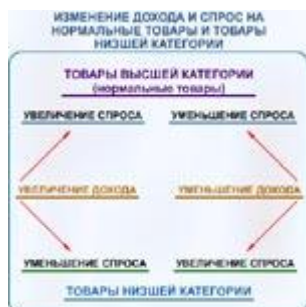 ИЗМЕНЕНИЕ ДОХОДА И СПРОС НА
НОРМАЛЬНЫЕ ТОВАРЫ И ТОВАРЫ
НИЗШЕЙ КАТЕГОРИИ
ТОВАРЫ ВЫСШЕЙ КАТЕГОРИИ
(нормальные товары)
УВЕЛИЧЕНИЕ СПРОСА УМЕНЬШЕНИЕ СПРОСА
УВЕЛИЧЕНИЕ ДОХОДА УМЕНЬШЕНИЕ ДОХОДА
УМЕНЬШЕНИЕ СПРОСА УВЕЛИЧЕНИЕ СПРОСА
ТОВАРЫ НИЗШЕЙ КАТЕГОРИИ